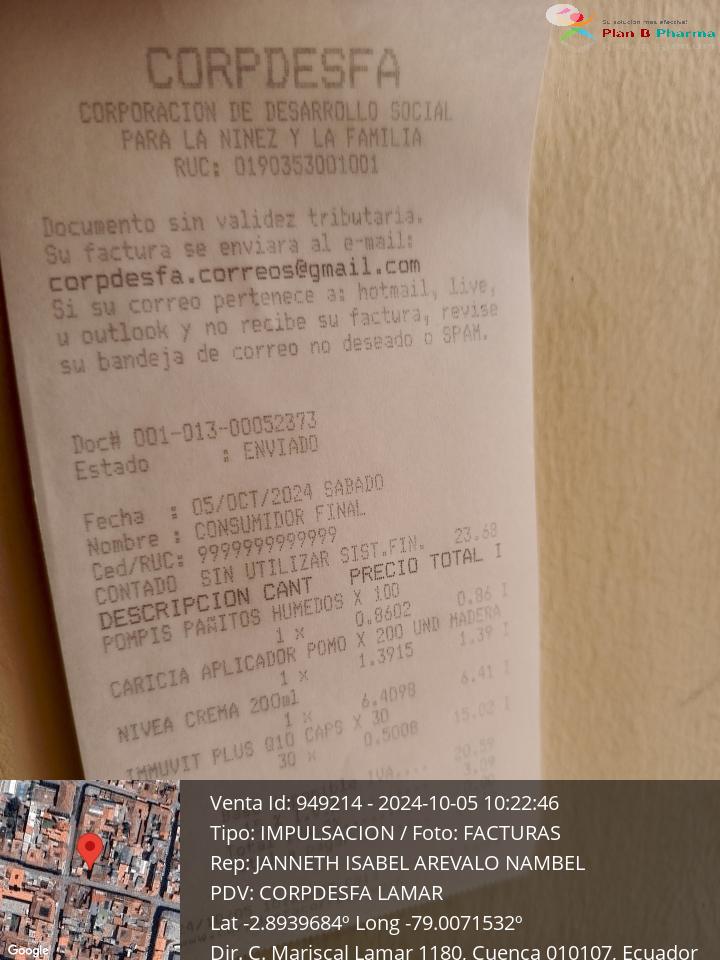 Su solución más efectiva!
Plan B Pharma
CORPDESFA
CORPORACION DE DESARROLLO SOCIAL
PARA LA NINEZ Y LA FAMILIA
RUC: 0190353001001
Documento sin validez tributaria.
Su factura se enviara al e-mail:
corpdesfa.correos@gmail.com
Si su correo pertenece a: hotmail, live,
u outlook y no recibe su factura, revise
su bandeja de correo no deseado o SPAM.
Doc# 001-013-00052373
Estado : ENVIADO
Fecha : 05/OCT/2024 SABADO
Nombre : CONSUMIDOR FINAL
Ced/RUC: 9999999999999
CONTADO SIN UTILIZAR SIST.FIN. 23.68
DESCRIPCION CANT PRECIO TOTAL I
POMPIS PAÑITOS HUMEDOS X 100
1 x 0.8602 0.86 I
CARICIA APLICADOR POMO X 200 UND MADERA
1 x 1.3915 1.39 I
NIVEA CREMA 200ml
1 x 6.4098 6.41 I
IMMUVIT PLUS Q10 CAPS X 30
30 x 0.5008 15.02 I
IVA.... 20.59
3.09
Venta Id: 949214 - 2024-10-05 10:22:46
Tipo: IMPULSACION / Foto: FACTURAS
Rep: JANNETH ISABEL AREVALO NAMBEL
PDV: CORPDESFA LAMAR
Lat -2.8939684º Long -79.0071532º
Dir. C. Mariscal Lamar 1180, Cuenca 010107, Ecuador
Google